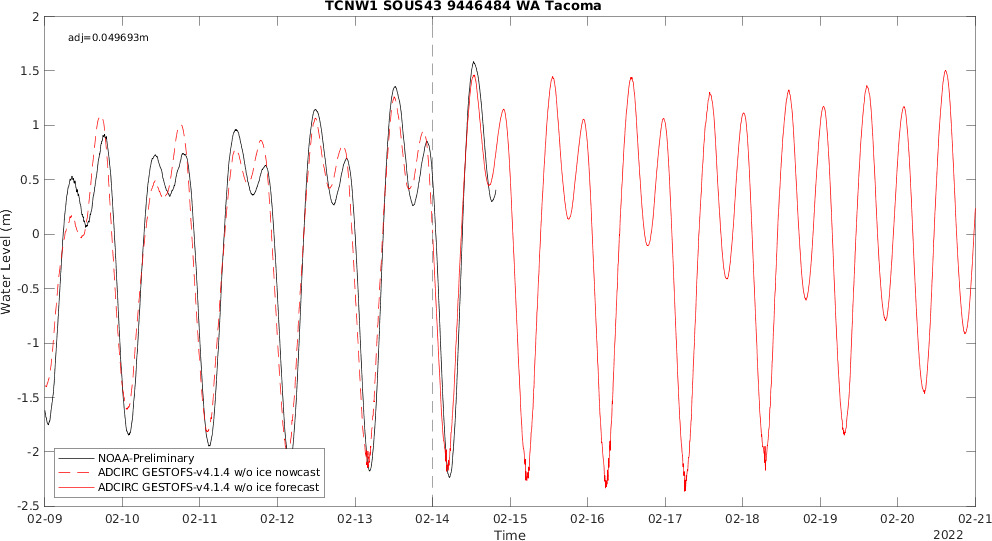 TCNW1 SOUS43 9446484 WA Tacoma
adj=0.049693m
2
1.5
1
0.5
0
-0.5
-1
-1.5
-2
-2.5
Water Level (m)
NOAA-Preliminary
ADCIRC GESTOFS-v4.1.4 w/o ice nowcast
ADCIRC GESTOFS-v4.1.4 w/o ice forecast
02-09 02-10 02-11 02-12 02-13 02-14 02-15 02-16 02-17 02-18 02-19 02-20 02-21
Time
2022